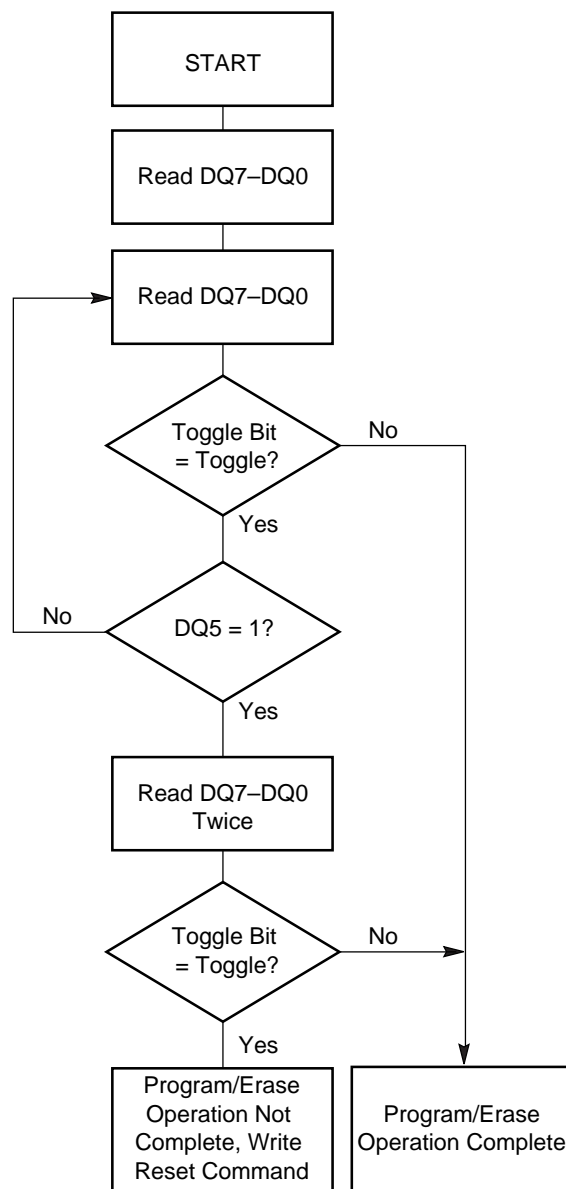 START
Read DQ7–DQ0
Read DQ7–DQ0
Toggle Bit
= Toggle?
No
Yes
No
DQ5 = 1?
Yes
Read DQ7–DQ0
Twice
Toggle Bit
= Toggle?
No
Yes
Program/Erase
Operation Not
Complete, Write
Reset Command
Program/Erase
Operation Complete